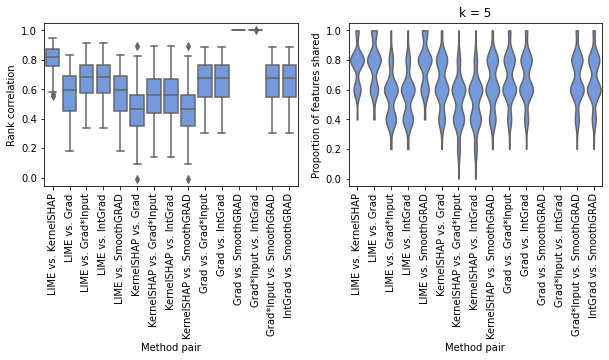 k = 5
Rank correlation
1.0
0.8
0.6
0.4
0.2
0.0
LIME vs. KernelSHAP
LIME vs. Grad
LIME vs. Grad*Input
LIME vs. IntGrad
LIME vs. SmoothGRAD
KernelSHAP vs. Grad
KernelSHAP vs. Grad*Input
KernelSHAP vs. IntGrad
KernelSHAP vs. SmoothGRAD
Grad vs. Grad*Input
Grad vs. IntGrad
Grad vs. SmoothGRAD
Grad*Input vs. IntGrad
Grad*Input vs. SmoothGRAD
IntGrad vs. SmoothGRAD
Method pair
Proportion of features shared
1.0
0.8
0.6
0.4
0.2
0.0
LIME vs. KernelSHAP
LIME vs. Grad
LIME vs. Grad*Input
LIME vs. IntGrad
LIME vs. SmoothGRAD
KernelSHAP vs. Grad
KernelSHAP vs. Grad*Input
KernelSHAP vs. IntGrad
KernelSHAP vs. SmoothGRAD
Grad vs. Grad*Input
Grad vs. IntGrad
Grad vs. SmoothGRAD
Grad*Input vs. IntGrad
Grad*Input vs. SmoothGRAD
IntGrad vs. SmoothGRAD
Method pair